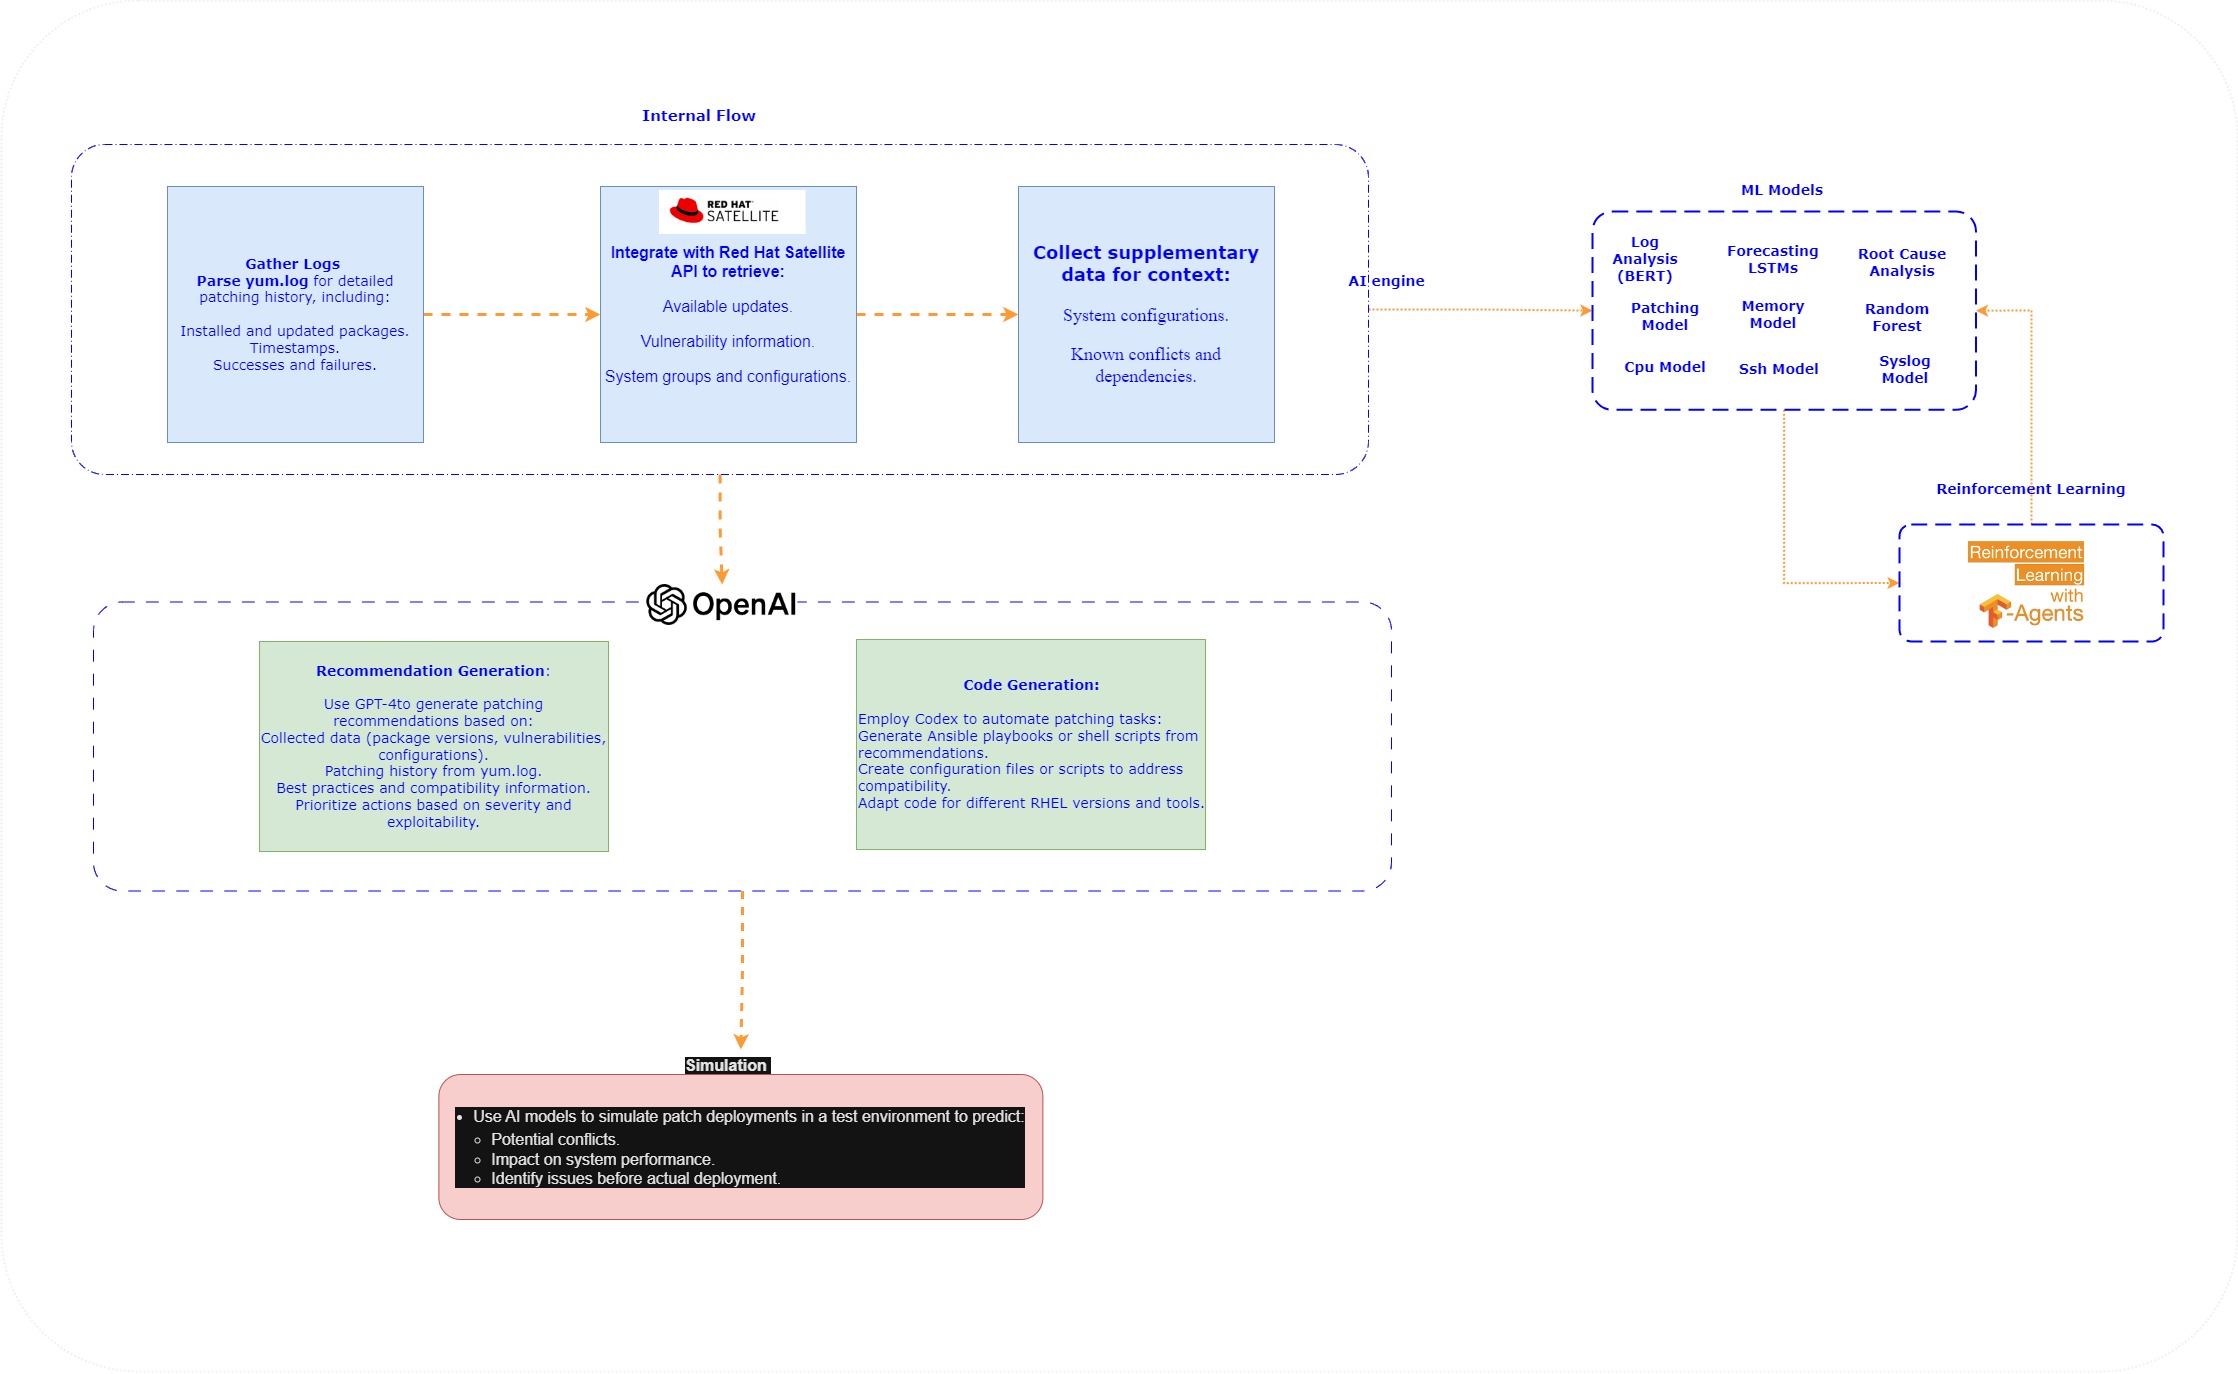 Internal Flow
Gather Logs
Parse yum.log for detailed
patching history, including:
Installed and updated packages.
Timestamps.
Successes and failures.
RED HAT
SATELLITE
Integrate with Red Hat Satellite
API to retrieve:
Available updates.
Vulnerability information.
System groups and configurations.
Collect supplementary
data for context:
System configurations.
Known conflicts and
dependencies.
AI engine
ML Models
Log
Analysis
(BERT)
Forecasting
LSTMs
Root Cause
Analysis
Patching
Model
Memory
Model
Random
Forest
Cpu Model
Ssh Model
Syslog
Model
Reinforcement Learning
Reinforcement
Learning
with
-Agents
OpenAI
Recommendation Generation:
Use GPT-4to generate patching
recommendations based on:
Collected data (package versions, vulnerabilities,
configurations).
Patching history from yum.log.
Best practices and compatibility information.
Prioritize actions based on severity and
exploitability.
Code Generation:
Employ Codex to automate patching tasks:
Generate Ansible playbooks or shell scripts from
recommendations.
Create configuration files or scripts to address
compatibility.
Adapt code for different RHEL versions and tools.
Simulation
• Use AI models to simulate patch deployments in a test environment to predict:
○ Potential conflicts.
○ Impact on system performance.
○ Identify issues before actual deployment.